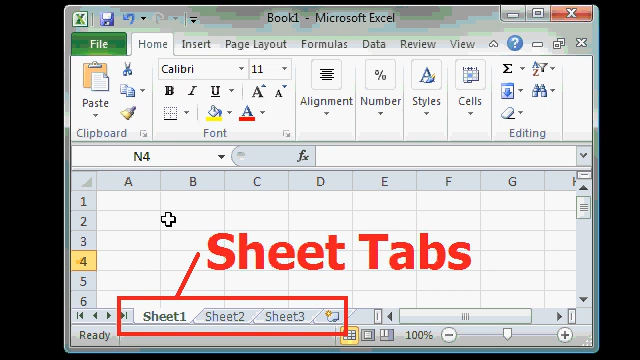 Book1 - Microsoft Excel
File Home Insert Page Layout Formulas Data Review View
Calibri 11
Paste B I U A A Alignment Number Styles Cells Σ
% A
Clipboard Font Editing
N4 fx
A B C D E F G H
1
2
3
Sheet Tabs
4
5
6
Sheet1 Sheet2 Sheet3
Ready 100%